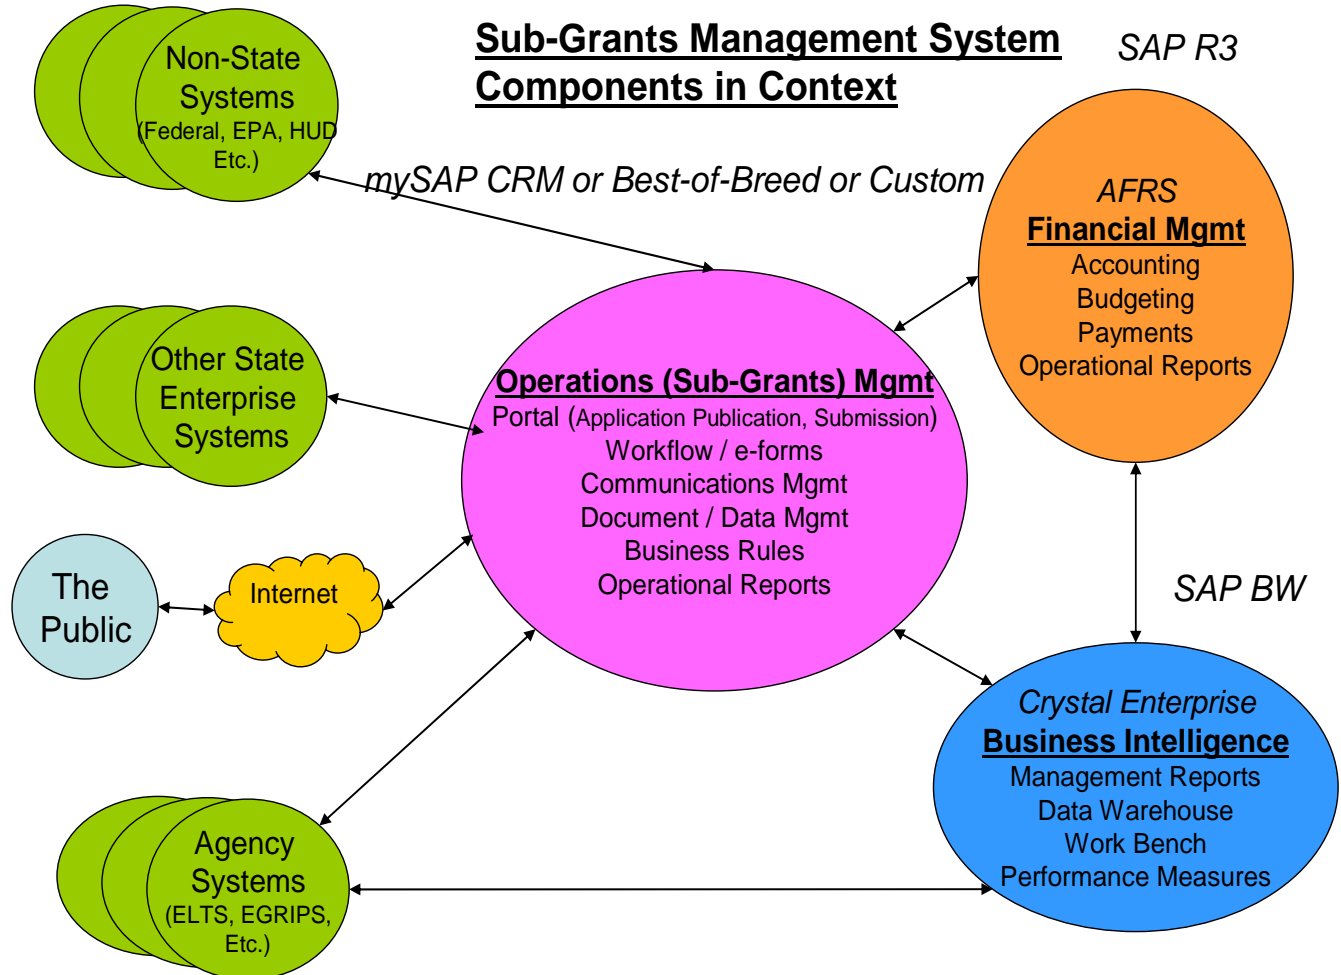 Sub-Grants Management System
Components in Context
SAP R3
Non-State
Systems
(Federal, EPA, HUD
Etc.)
mySAP CRM or Best-of-Breed or Custom
AFRS
Financial Mgmt
Accounting
Budgeting
Payments
Operational Reports
Other State
Enterprise
Systems
Operations (Sub-Grants) Mgmt
Portal (Application Publication, Submission)
Workflow / e-forms
Communications Mgmt
Document / Data Mgmt
Business Rules
Operational Reports
The
Public
Internet
SAP BW
Crystal Enterprise
Business Intelligence
Management Reports
Data Warehouse
Work Bench
Performance Measures
Agency
Systems
(ELTS, EGRIPS,
Etc.)